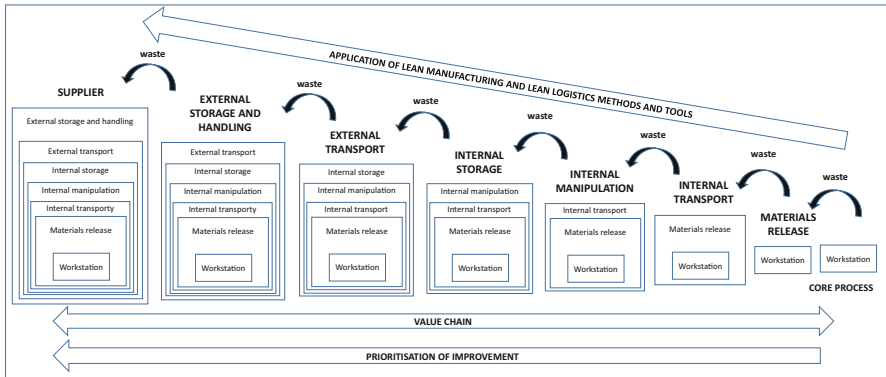 APPLICATION OF LEAN MANUFACTURING AND LEAN LOGISTICS METHODS AND TOOLS
waste
waste
waste
waste
waste
waste
waste
SUPPLIER
External storage and handling
External transport
Internal storage
Internal manipulation
Internal transporty
Materials release
Workstation
EXTERNAL
STORAGE AND
HANDLING
External transport
Internal storage
Internal manipulation
Internal transporty
Materials release
Workstation
EXTERNAL
TRANSPORT
Internal storage
Internal manipulation
Internal transport
Materials release
Workstation
INTERNAL
STORAGE
Internal manipulation
Internal transport
Materials release
Workstation
INTERNAL
MANIPULATION
Internal transport
Materials release
Workstation
INTERNAL
TRANSPORT
Materials release
Workstation
MATERIALS
RELEASE
Workstation
Workstation
CORE PROCESS
VALUE CHAIN
PRIORITISATION OF IMPROVEMENT